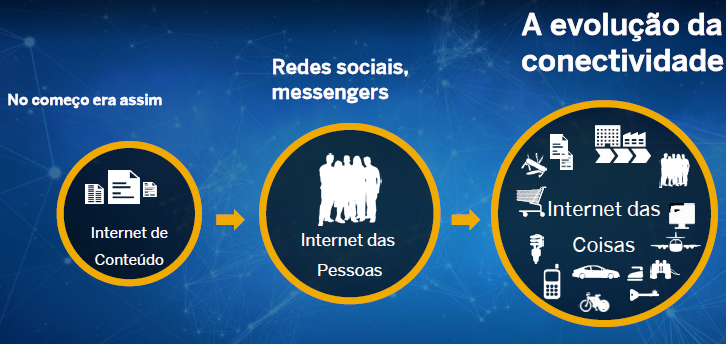 No começo era assim
Internet de
Conteúdo
Redes sociais,
messengers
Internet das
Pessoas
A evolução da
conectividade
Internet das
Coisas